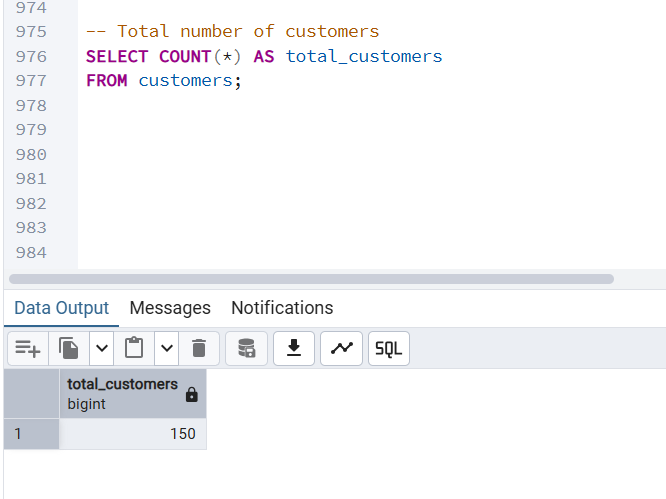 974
975 -- Total number of customers
976 SELECT COUNT(*) AS total_customers
977 FROM customers;
978
979
980
981
982
983
984
Data Output Messages Notifications
SQL
total_customers
bigint
1 150